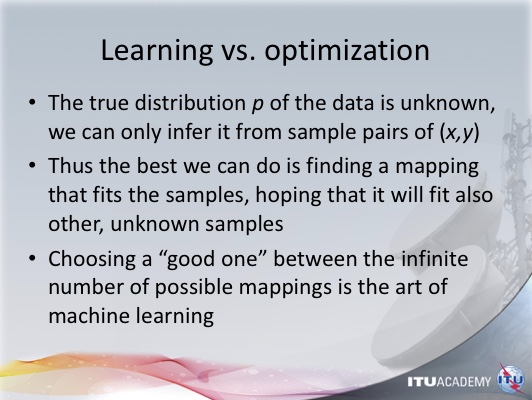 Learning vs. optimization
• The true distribution p of the data is unknown,
we can only infer it from sample pairs of (x,y)
• Thus the best we can do is finding a mapping
that fits the samples, hoping that it will fit also
other, unknown samples
• Choosing a “good one” between the infinite
number of possible mappings is the art of
machine learning
ITUACADEMY ITU